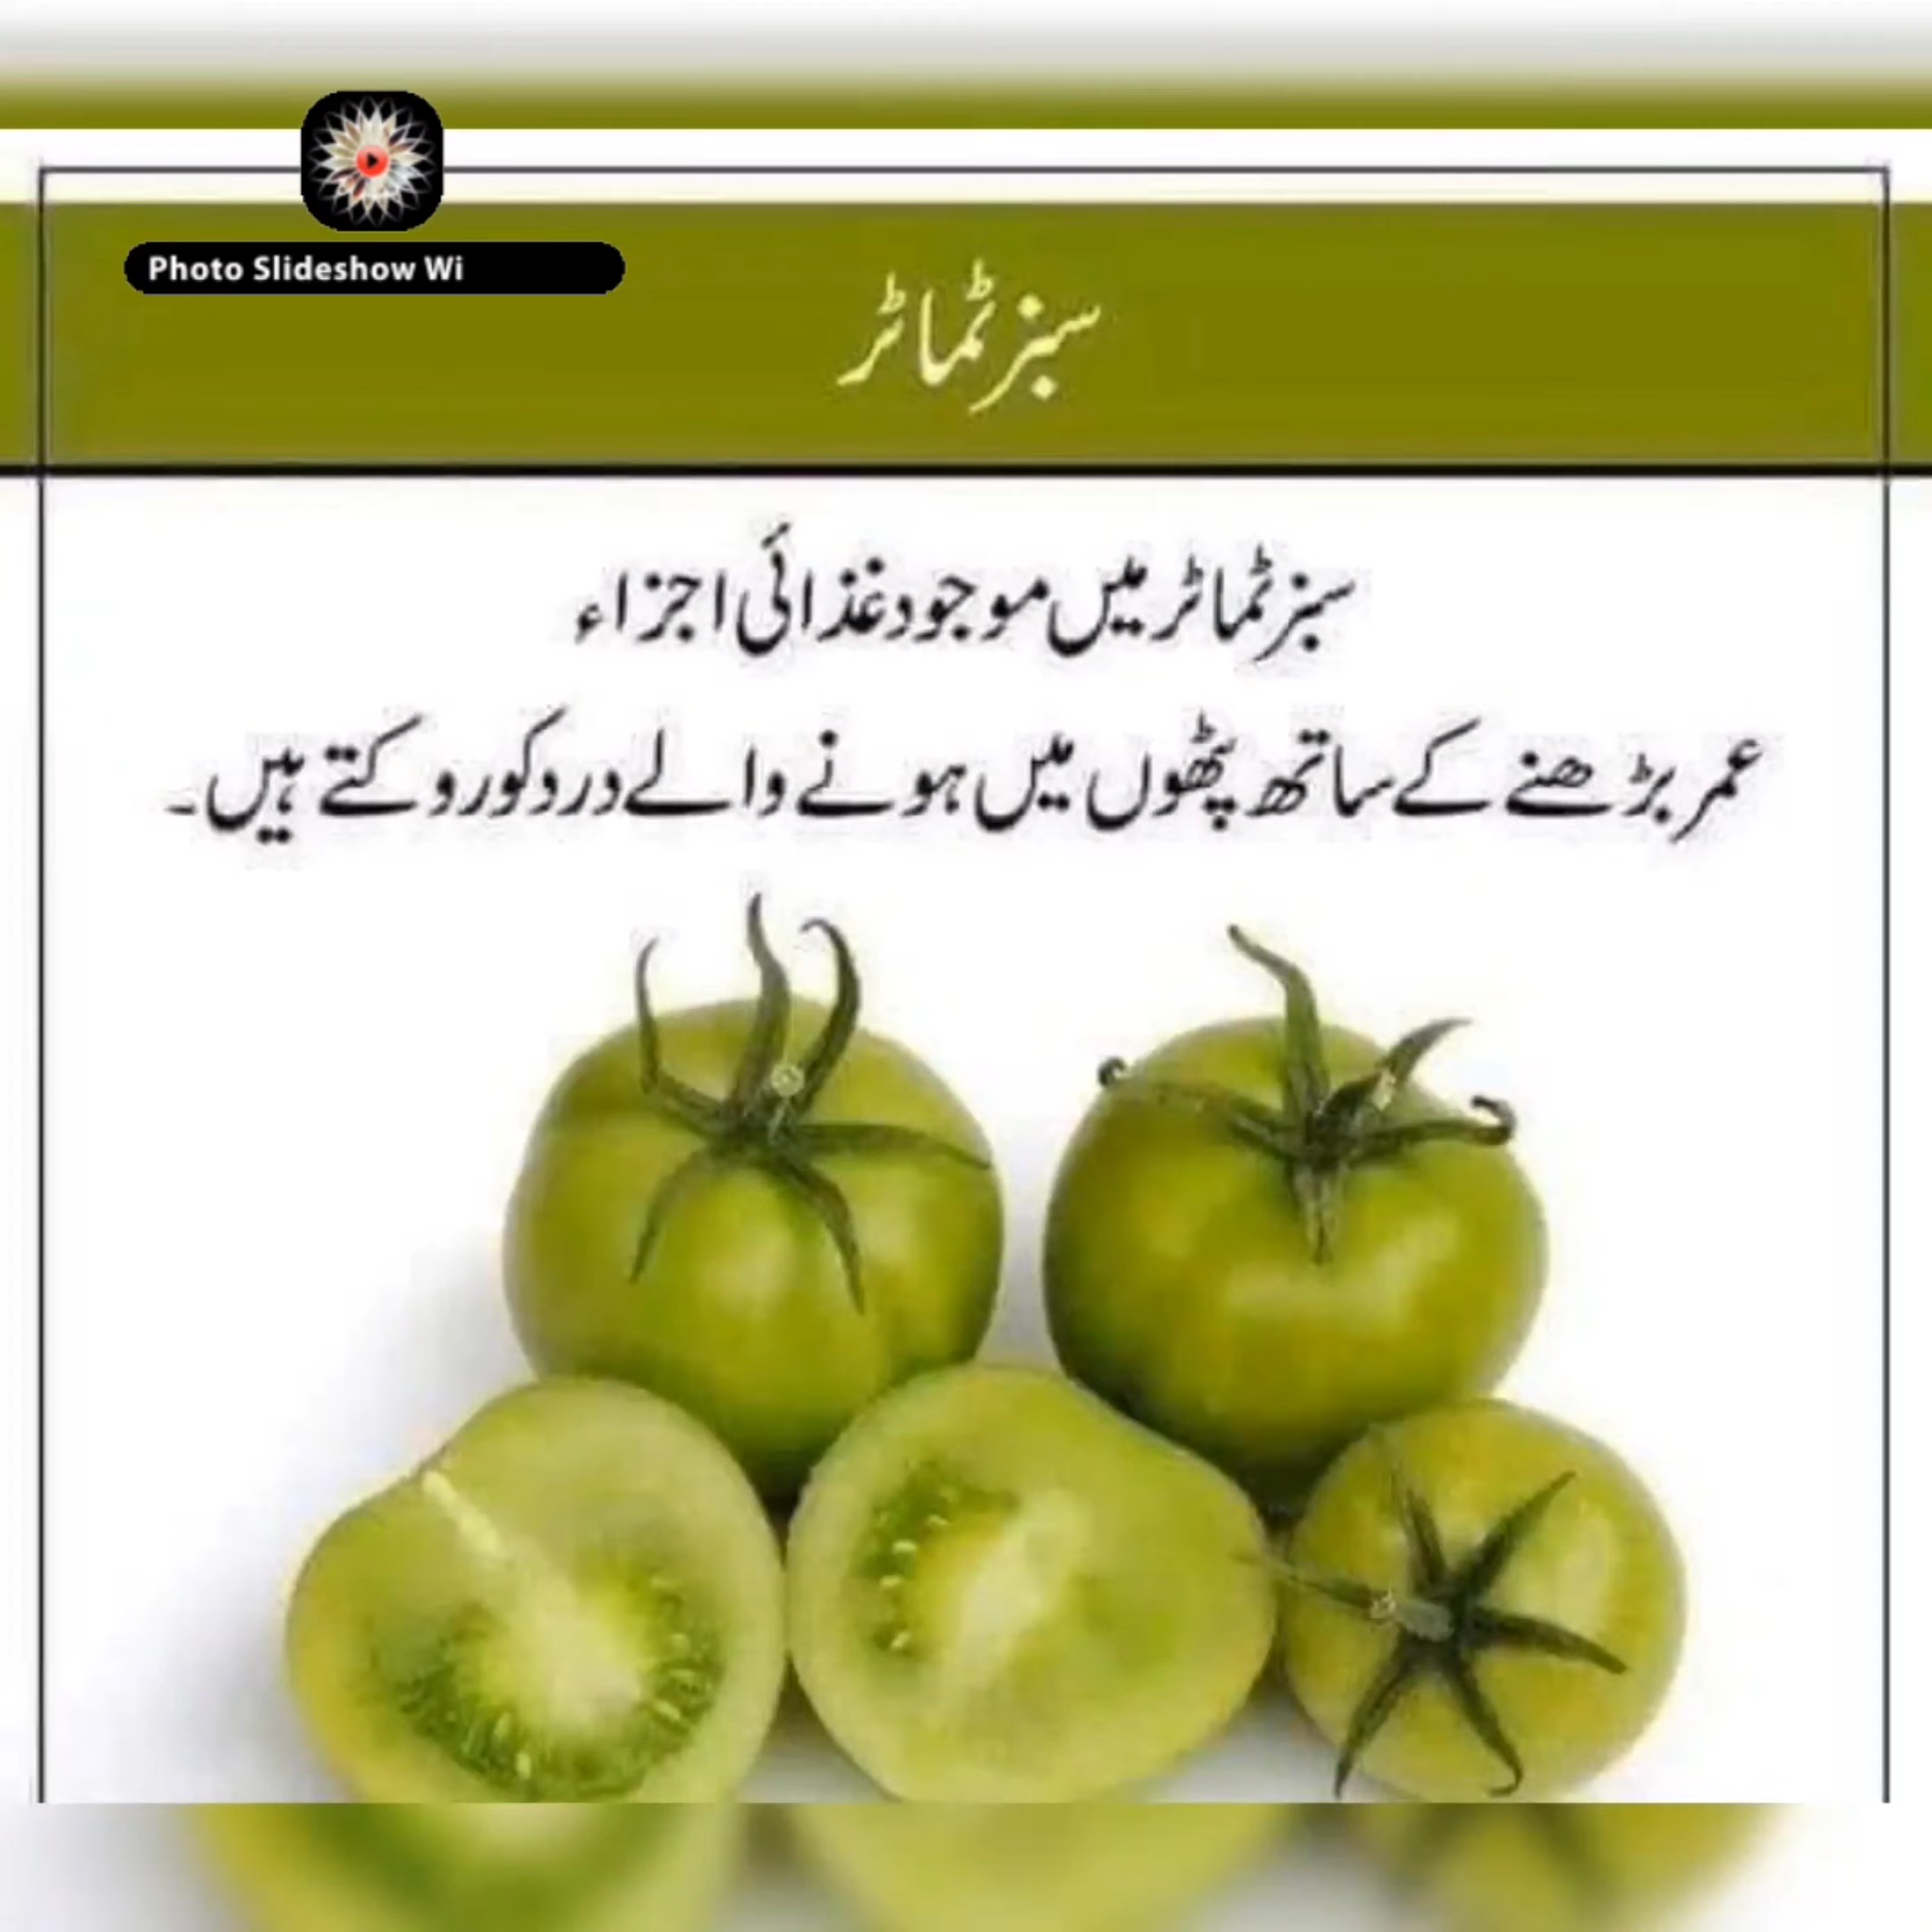 Photo Slideshow Wi
سبز ٹماٹر
سبز ٹماٹر میں موجود غذائی اجزاء
عمر بڑھنے کے ساتھ پٹھوں میں ہونے والے درد کو روکتے ہیں۔